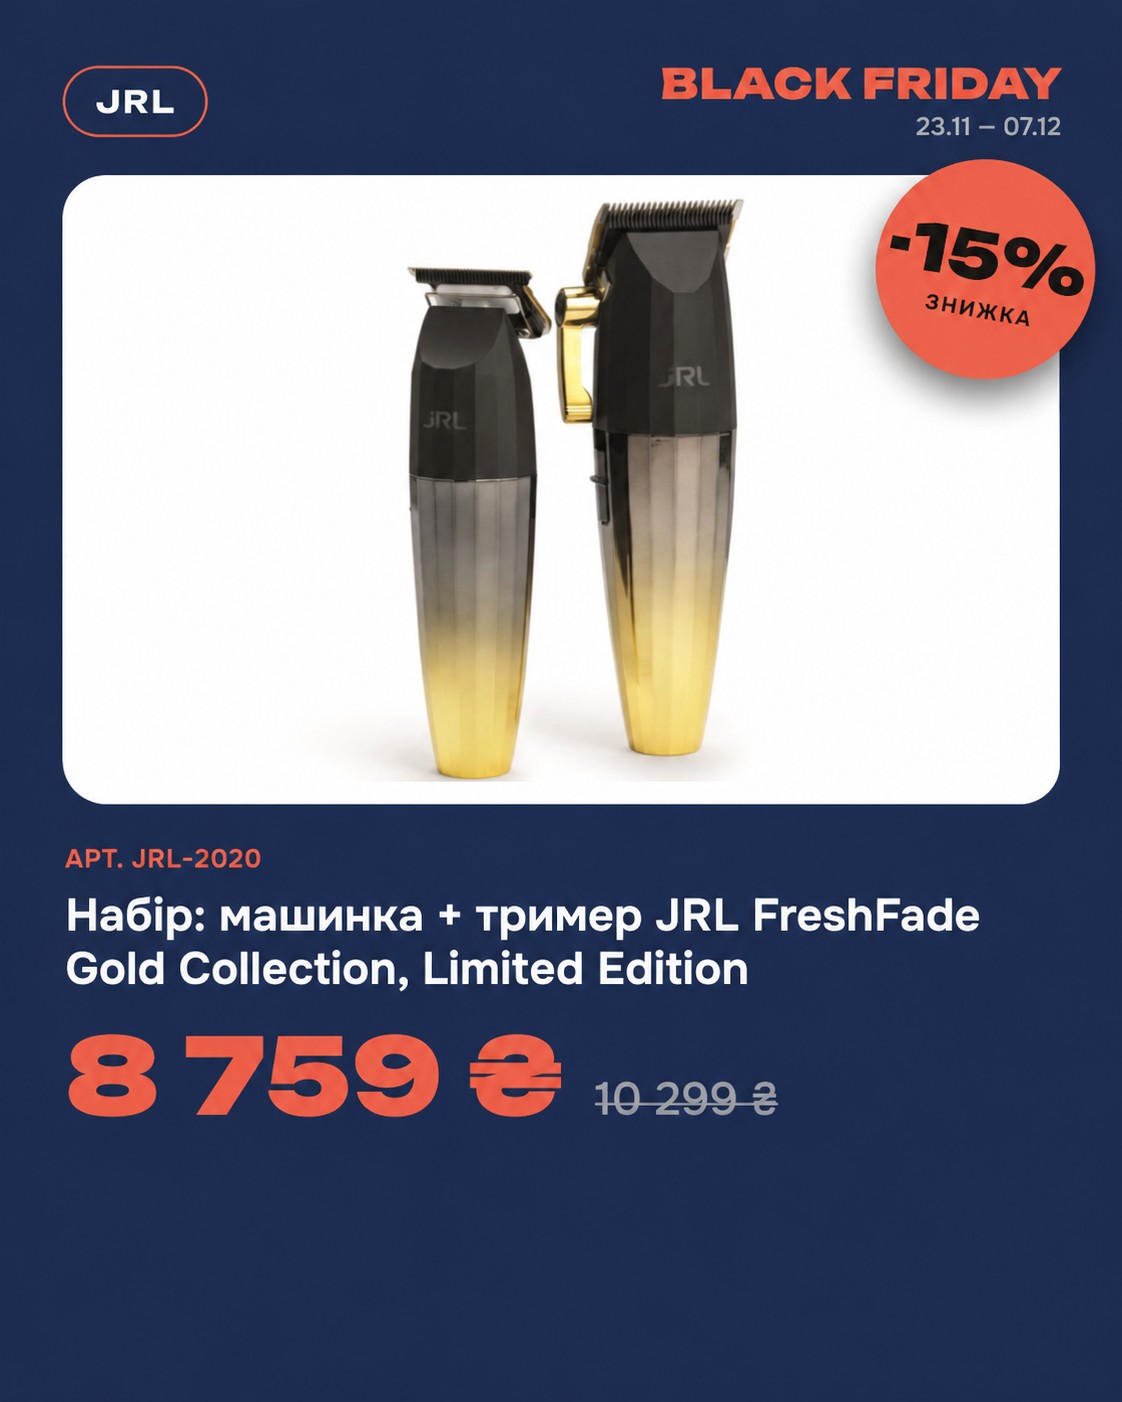 JRL
BLACK FRIDAY
23.11 – 07.12
-15%
ЗНИЖКА
JRL
JRL
АРТ. JRL-2020
Набір: машинка + тример JRL FreshFade
Gold Collection, Limited Edition
8 759 ₴
10 299 ₴